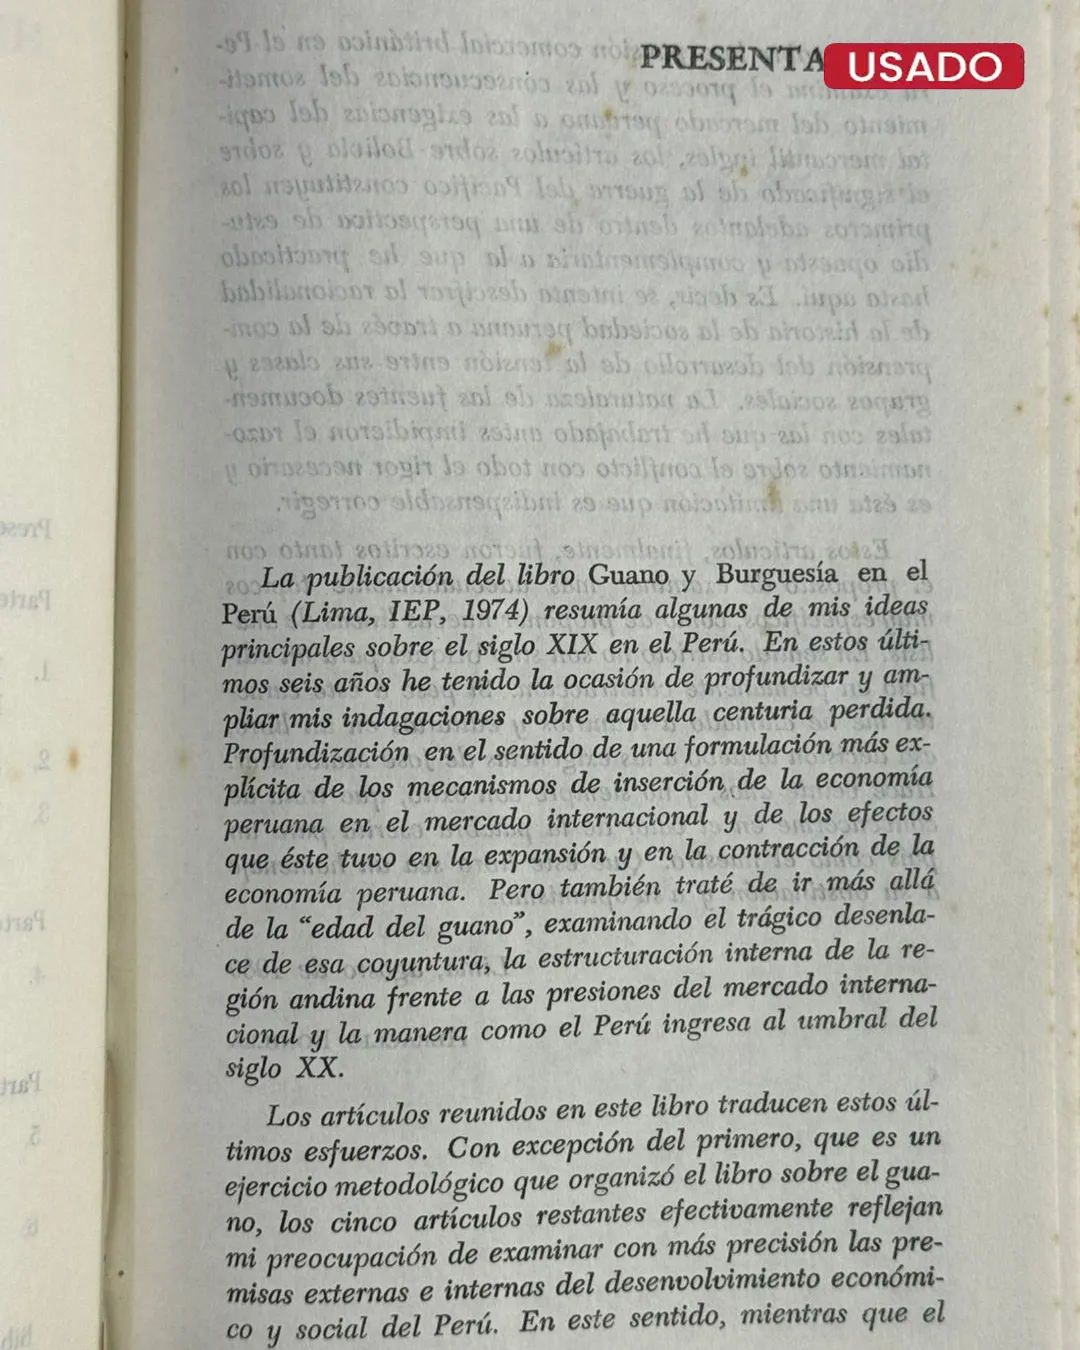 PRESENTA
USADO
La publicación del libro Guano y Burguesía en el
Perú (Lima, IEP, 1974) resumía algunas de mis ideas
principales sobre el siglo XIX en el Perú. En estos últi-
mos seis años he tenido la ocasión de profundizar y am-
pliar mis indagaciones sobre aquella centuria perdida.
Profundización en el sentido de una formulación más ex-
plícita de los mecanismos de inserción de la economía
peruana en el mercado internacional y de los efectos
que éste tuvo en la expansión y en la contracción de la
economía peruana. Pero también traté de ir más allá
de la “edad del guano”, examinando el trágico desenla-
ce de esa coyuntura, la estructuración interna de la re-
gión andina frente a las presiones del mercado interna-
cional y la manera como el Perú ingresa al umbral del
siglo XX.
Los artículos reunidos en este libro traducen estos úl-
timos esfuerzos. Con excepción del primero, que es un
ejercicio metodológico que organizó el libro sobre el gua-
no, los cinco artículos restantes efectivamente reflejan
mi preocupación de examinar con más precisión las pre-
misas externas e internas del desenvolvimiento económi-
co y social del Perú. En este sentido, mientras que el